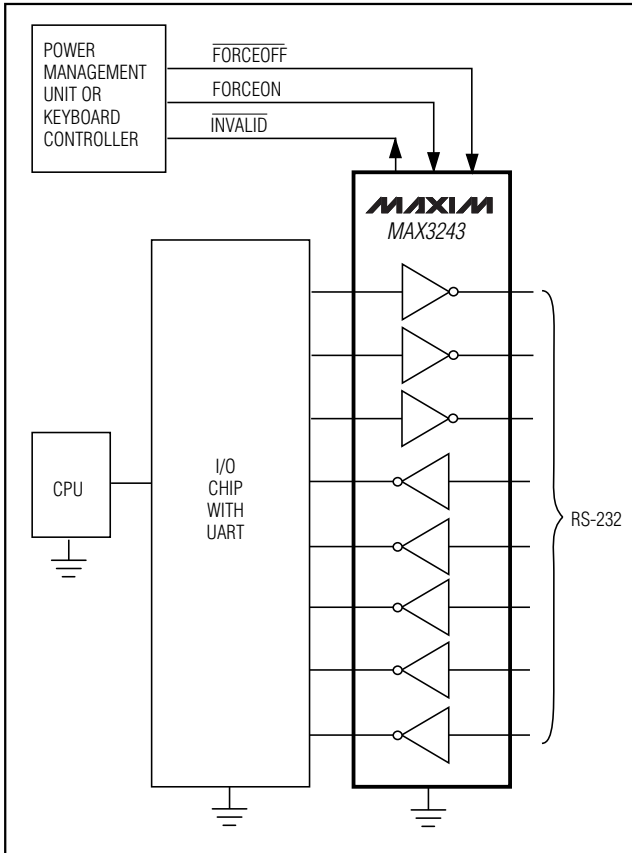 POWER
MANAGEMENT
UNIT OR
KEYBOARD
CONTROLLER
FORCEOFF
FORCEON
INVALID
MAXIM
MAX3243
CPU
I/O
CHIP
WITH
UART
RS-232